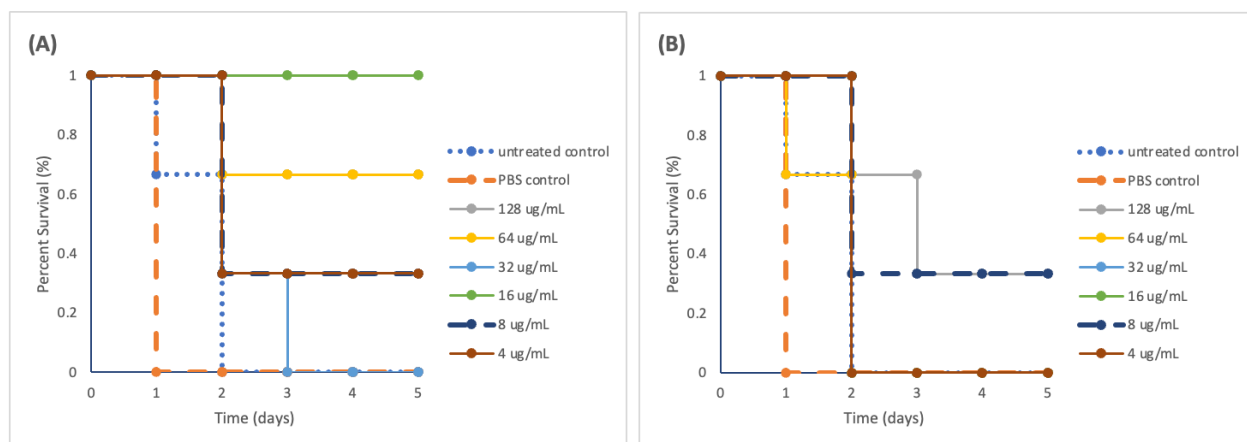 (A)
Percent Survival (%)
1
0.8
0.6
0.4
0.2
0
0 1 2 3 4 5
Time (days)
untreated control
PBS control
128 ug/mL
64 ug/mL
32 ug/mL
16 ug/mL
8 ug/mL
4 ug/mL
(B)
Percent Survival (%)
1
0.8
0.6
0.4
0.2
0
0 1 2 3 4 5
Time (days)
untreated control
PBS control
128 ug/mL
64 ug/mL
32 ug/mL
16 ug/mL
8 ug/mL
4 ug/mL